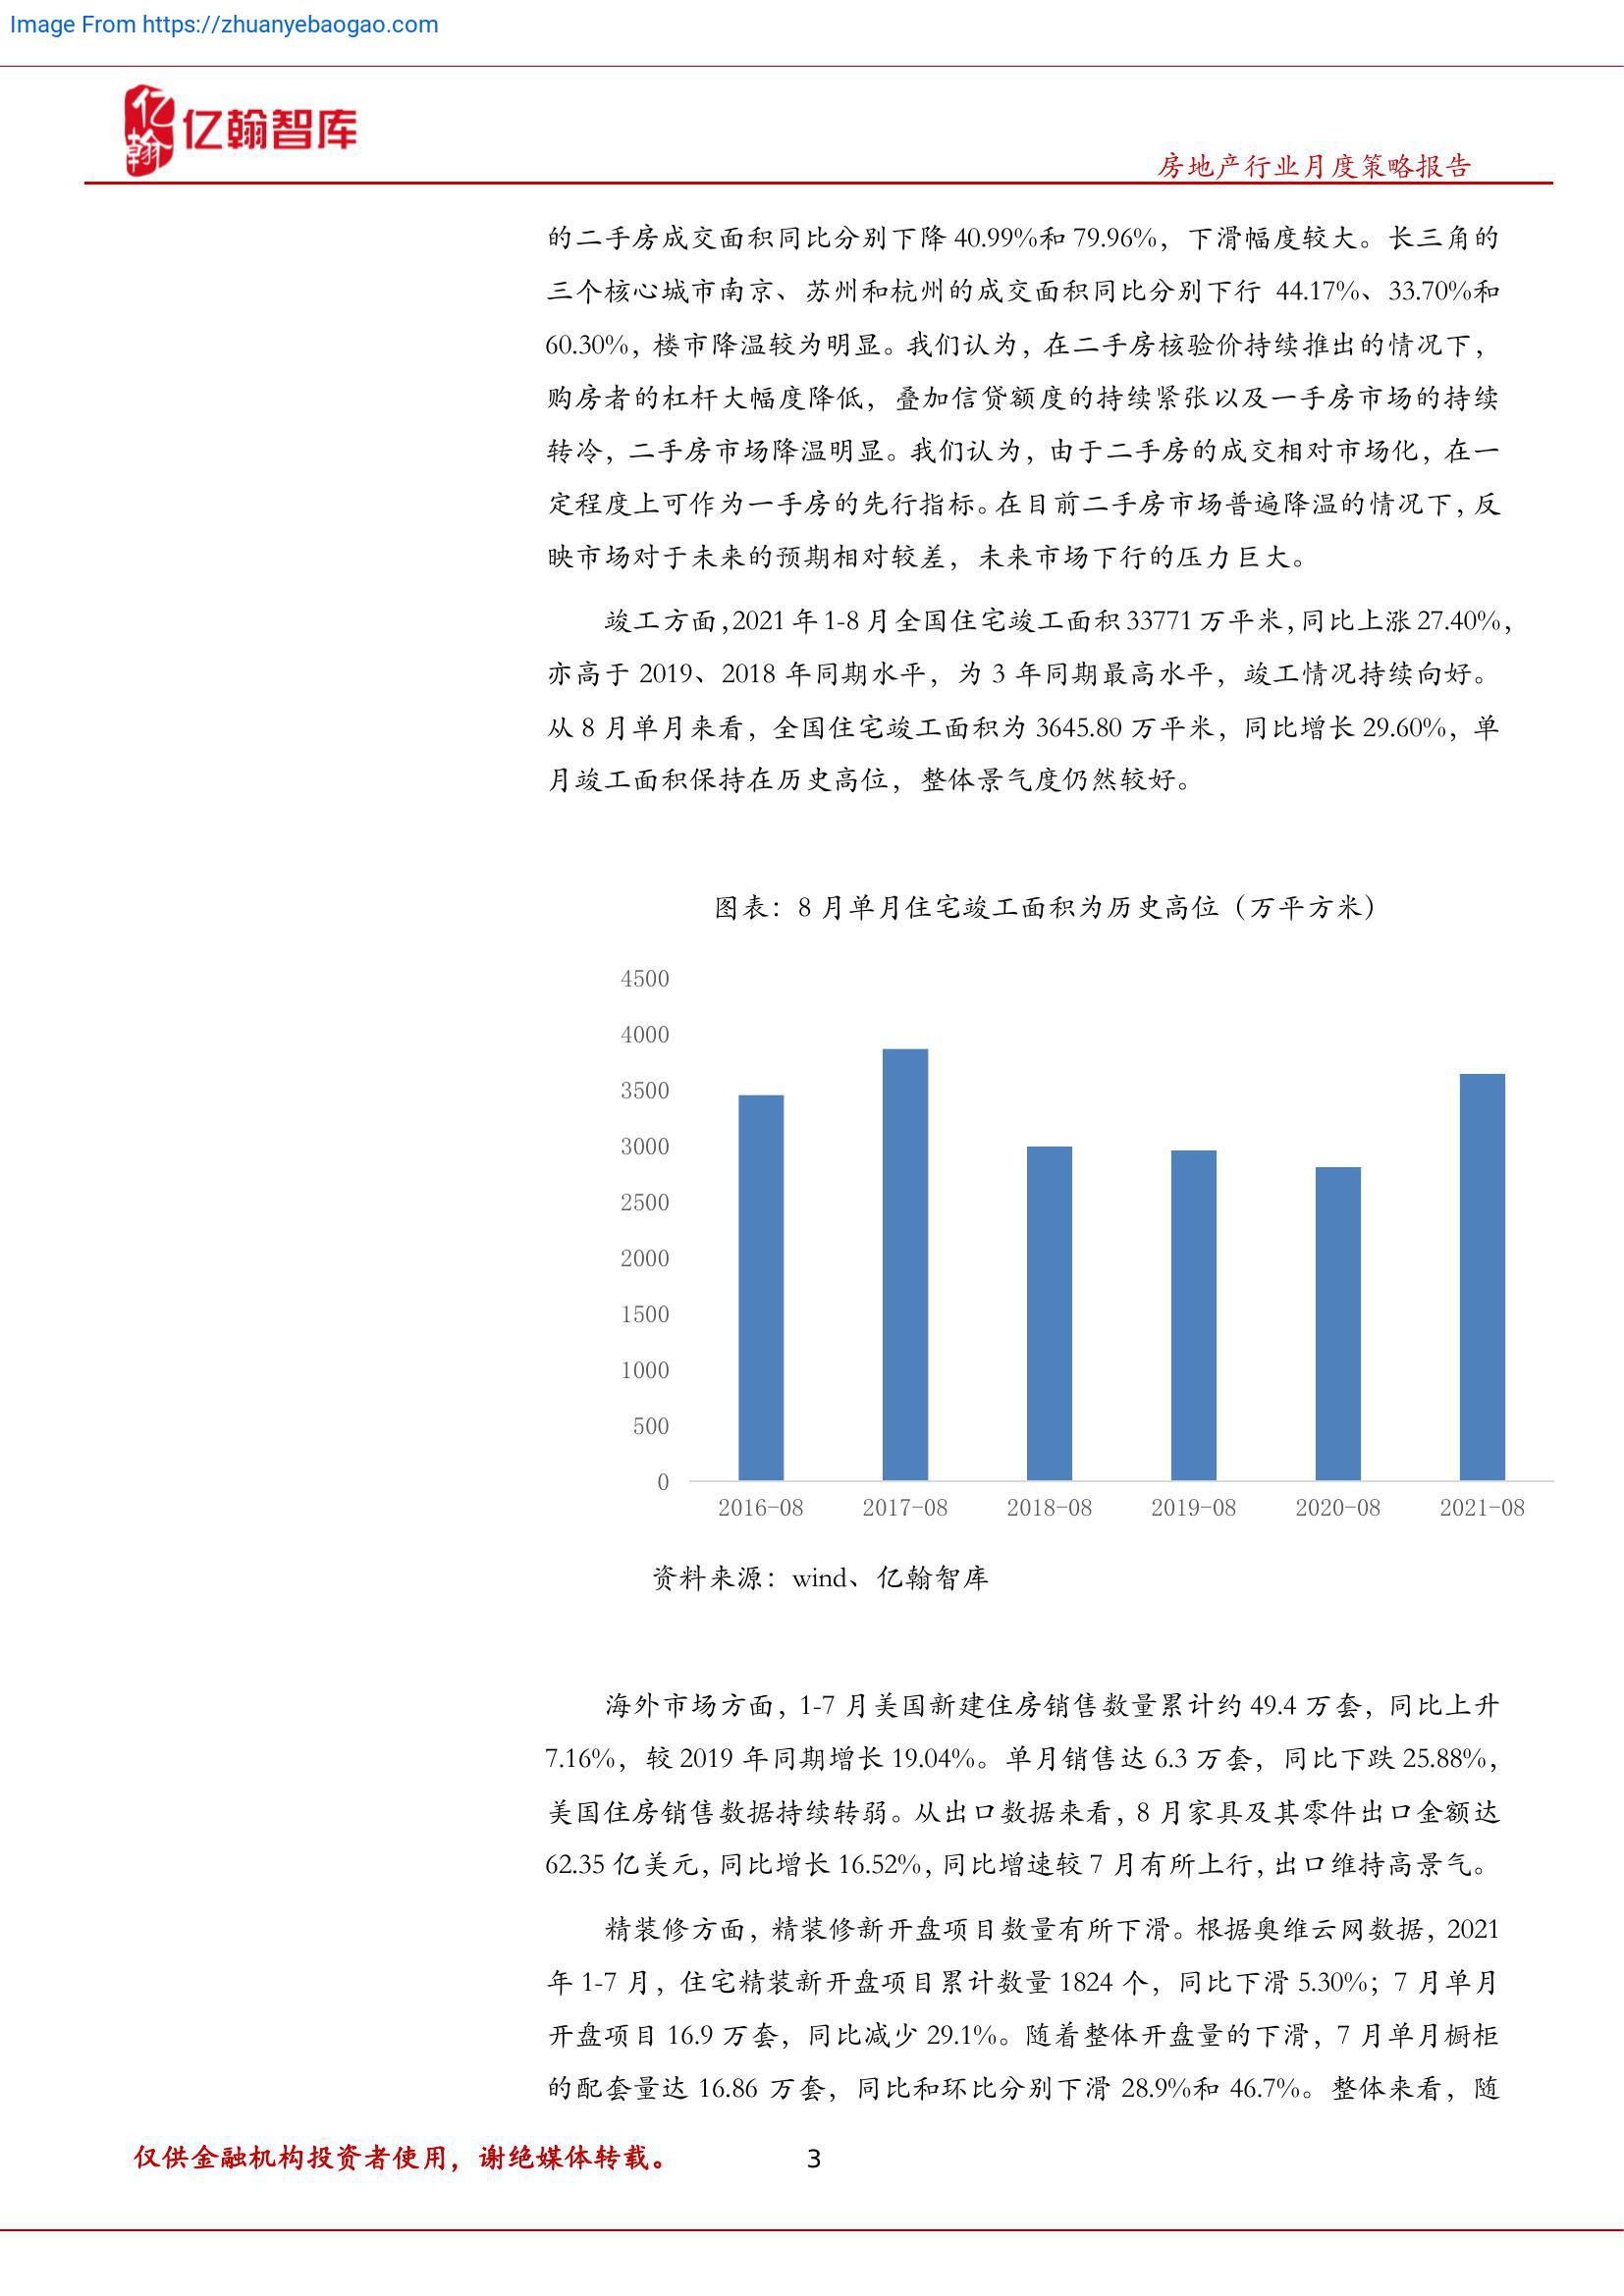 Image From https://zhuanyebaogao.com
亿翰
亿翰智库
房地产行业月度策略报告
的二手房成交面积同比分别下降 40.99%和 79.96%，下滑幅度较大。长三角的
三个核心城市南京、苏州和杭州的成交面积同比分别下行 44.17%、33.70%和
60.30%，楼市降温较为明显。我们认为，在二手房核验价持续推出的情况下，
购房者的杠杆大幅度降低，叠加信贷额度的持续紧张以及一手房市场的持续
转冷，二手房市场降温明显。我们认为，由于二手房的成交相对市场化，在一
定程度上可作为一手房的先行指标。在目前二手房市场普遍降温的情况下，反
映市场对于未来的预期相对较差，未来市场下行的压力巨大。
竣工方面，2021 年 1-8 月全国住宅竣工面积 33771 万平米，同比上涨 27.40%，
亦高于 2019、2018 年同期水平，为 3 年同期最高水平，竣工情况持续向好。
从 8 月单月来看，全国住宅竣工面积为 3645.80 万平米，同比增长 29.60%，单
月竣工面积保持在历史高位，整体景气度仍然较好。
图表：8 月单月住宅竣工面积为历史高位（万平方米）
4500
4000
3500
3000
2500
2000
1500
1000
500
0
2016-08 2017-08 2018-08 2019-08 2020-08 2021-08
资料来源：wind、亿翰智库
海外市场方面，1-7 月美国新建住房销售数量累计约 49.4 万套，同比上升
7.16%，较 2019 年同期增长 19.04%。单月销售达 6.3 万套，同比下跌 25.88%，
美国住房销售数据持续转弱。从出口数据来看，8 月家具及其零件出口金额达
62.35 亿美元，同比增长 16.52%，同比增速较 7 月有所上行，出口维持高景气。
精装修方面，精装修新开盘项目数量有所下滑。根据奥维云网数据，2021
年 1-7 月，住宅精装新开盘项目累计数量 1824 个，同比下滑 5.30%；7 月单月
开盘项目 16.9 万套，同比减少 29.1%。随着整体开盘量的下滑，7 月单月橱柜
的配套量达 16.86 万套，同比和环比分别下滑 28.9%和 46.7%。整体来看，随
仅供金融机构投资者使用，谢绝媒体转载。
3